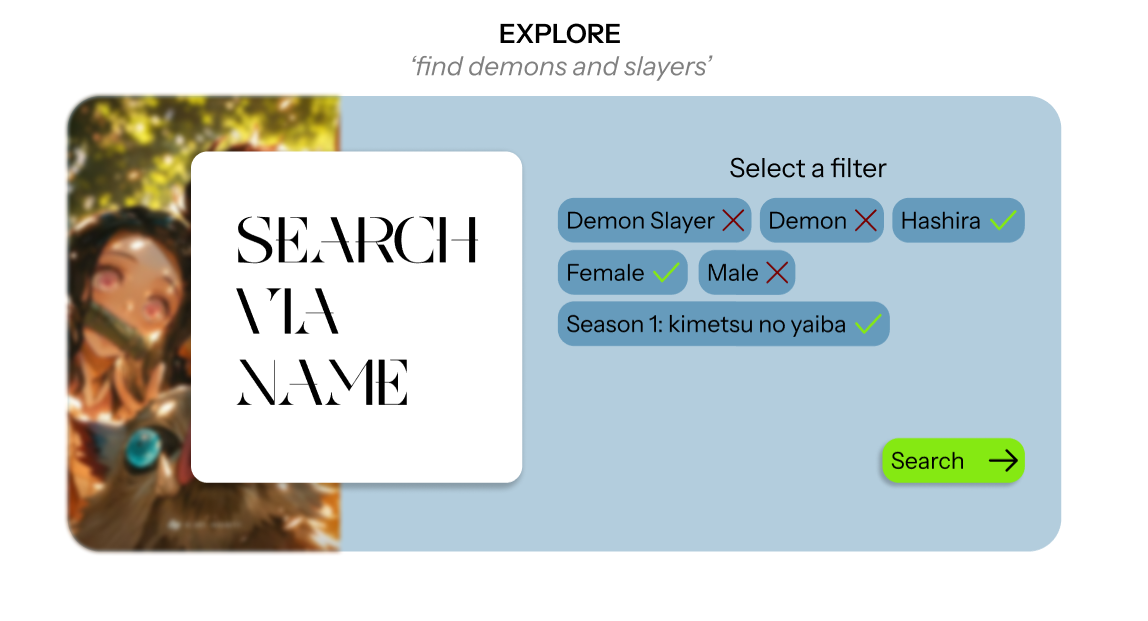 EXPLORE
‘find demons and slayers’
SEARCH
VIA
NAME
Select a filter
Demon Slayer
Demon
Hashira
Female
Male
Season 1: kimetsu no yaiba
Search